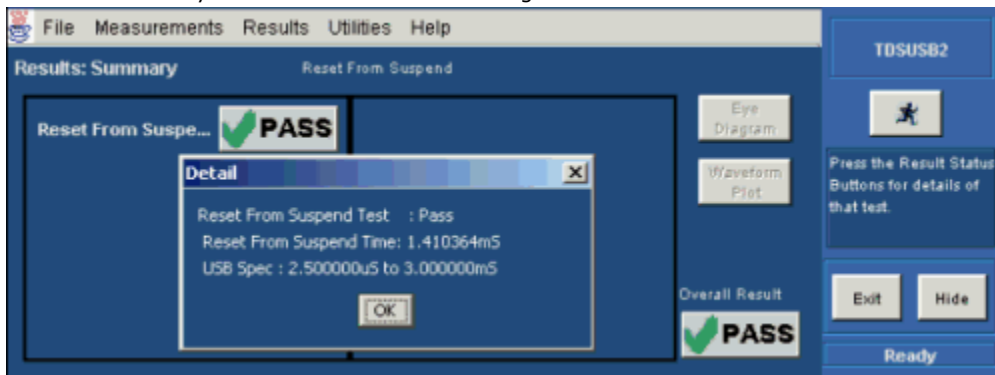 File Measurements Results Utilities Help
Results: Summary
Reset From Suspend
Reset From Suspe...
PASS
Detail
Reset From Suspend Test : Pass
Reset From Suspend Time: 1.410364mS
USB Spec : 2.500000uS to 3.000000mS
OK
Eye
Diagram
Waveform
Plot
Overall Result
PASS
TDSUSB2
Press the Result Status
Buttons for details of
that test.
Exit
Hide
Ready